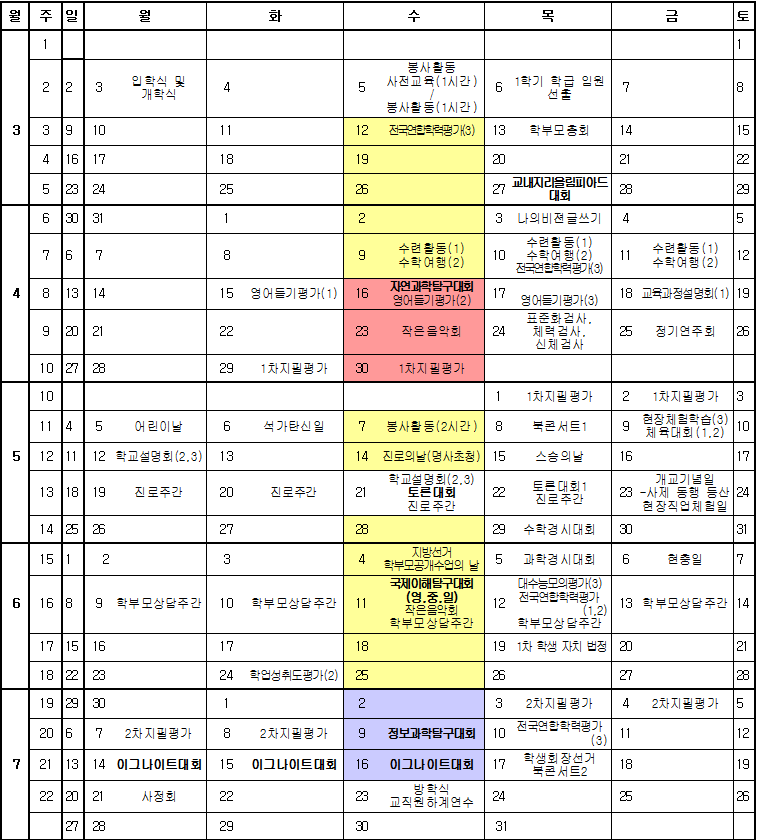 월 주 일 월 화 수 목 금 토
3
1 1
2 2 3 입학식 및 개학식 4 5 봉사활동 사전교육(1시간) / 봉사활동(1시간) 6 1학기 학급 임원 선출 7 8
3 9 10 11 12 전국연합학력평가(3) 13 학부모총회 14 15
4 16 17 18 19 20 21 22
5 23 24 25 26 27 교내지리올림피아드 대회 28 29
4
6 30 31 1 2 3 나의비전글쓰기 4 5
7 6 7 8 9 수련활동(1) 수학여행(2) 10 수련활동(1) 수학여행(2) 전국연합학력평가(3) 11 수련활동(1) 수학여행(2) 12
8 13 14 15 영어듣기평가(1) 16 자연과학탐구대회 영어듣기평가(2) 17 영어듣기평가(3) 18 교육과정설명회(1) 19
9 20 21 22 23 작은음악회 24 표준화검사, 체력검사, 신체검사 25 정기연주회 26
10 27 28 29 1차지필평가 30 1차지필평가
5
10 1 1차지필평가 2 1차지필평가 3
11 4 5 어린이날 6 석가탄신일 7 봉사활동(2시간) 8 북콘서트1 9 현장체험학습(3) 체육대회(1,2) 10
12 11 12 학교설명회(2,3) 13 14 진로의날(명사초청) 15 스승의날 16 17
13 18 19 진로주간 20 진로주간 21 학교설명회(2,3) 토론대회 진로주간 22 토론대회1 진로주간 23 개교기념일 -사제 동행 등산 현장직업체험일 24
14 25 26 27 28 29 수학경시대회 30 31
6
15 1 2 3 4 지방선거 학부모공개수업의 날 5 과학경시대회 6 현충일 7
16 8 9 학부모상담주간 10 학부모상담주간 11 국제이해탐구대회 (영,중,일) 작은음악회 학부모상담주간 12 대수능모의평가(3) 전국연합학력평가 (1,2) 학부모상담주간 13 학부모상담주간 14
17 15 16 17 18 19 1차 학생 자치 법정 20 21
18 22 23 24 학업성취도평가(2) 25 26 27 28
7
19 29 30 1 2 3 2차지필평가 4 2차지필평가 5
20 6 7 2차지필평가 8 2차지필평가 9 정보과학탐구대회 10 전국연합학력평가 (3) 11 12
21 13 14 이그나이트대회 15 이그나이트대회 16 이그나이트대회 17 학생회장선거 북콘서트2 18 19
22 20 21 사정회 22 23 방학식 교직원하계연수 24 25 26
27 28 29 30 31